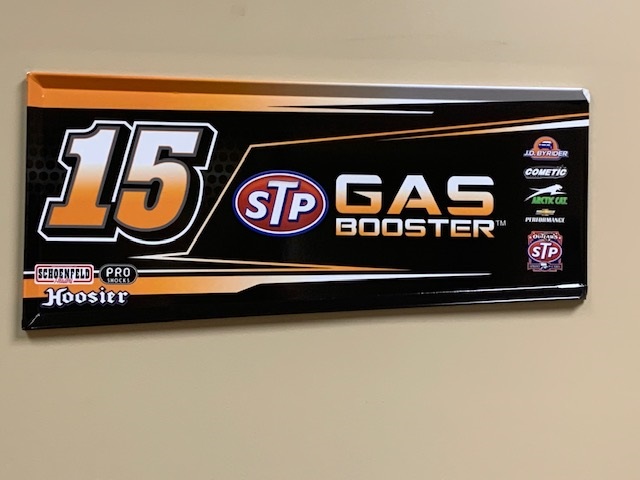 15
STP
GAS
BOOSTER™
SCHOENFELD
PRO
SHOCKS
Hoosier
J.D. BYRIDER
COMETIC
ARCTIC CAT
PERFORMANCE
OUTLAWS
STP